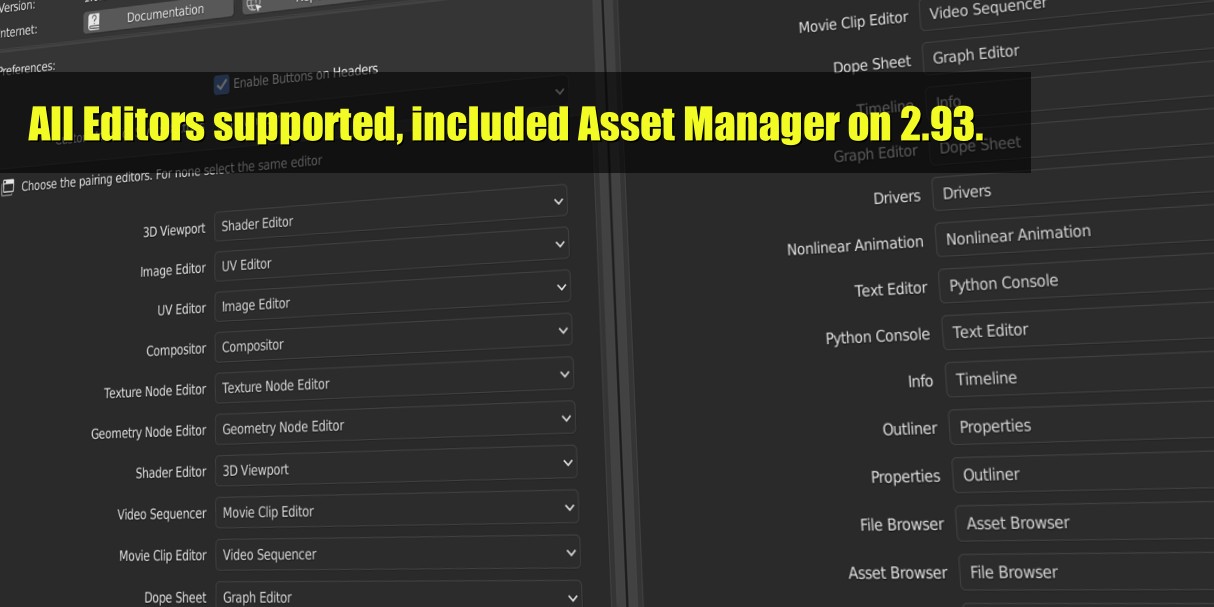 Version:
Internet:
Documentation
Preferences:
Enable Buttons on Headers
All Editors supported, included Asset Manager on 2.93.
Choose the pairing editors. For none select the same editor
3D Viewport Shader Editor
Image Editor UV Editor
UV Editor Image Editor
Compositor Compositor
Texture Node Editor Texture Node Editor
Geometry Node Editor Geometry Node Editor
Shader Editor 3D Viewport
Video Sequencer Movie Clip Editor
Movie Clip Editor Video Sequencer
Dope Sheet Graph Editor
Movie Clip Editor Video Sequencer
Dope Sheet Graph Editor
Timeline Info
Graph Editor Dope Sheet
Drivers Drivers
Nonlinear Animation Nonlinear Animation
Text Editor Python Console
Python Console Text Editor
Info Timeline
Outliner Properties
Properties Outliner
File Browser Asset Browser
Asset Browser File Browser